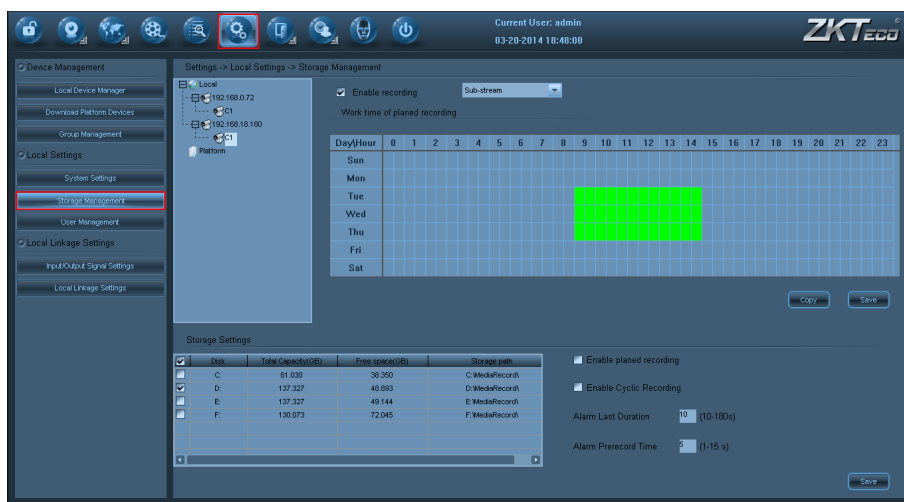 Current User: admin
03-20-2014 18:48:00
ZKTeco
Device Management
Local Device Manager
Download Platform Devices
Group Management
Local Settings
System Settings
Storage Management
User Management
Local Linkage Settings
Input/Output Signal Settings
Local Linkage Settings
Settings -> Local Settings -> Storage Management
Local
192.168.0.72
C1
192.168.18.180
C1
Platform
Enable recording Sub-stream
Work time of planed recording
Day\Hour 0 1 2 3 4 5 6 7 8 9 10 11 12 13 14 15 16 17 18 19 20 21 22 23
Sun
Mon
Tue
Wed
Thu
Fri
Sat
Copy Save
Storage Settings
Disk Total Capacity(GB) Free space(GB) Storage path
C: 61.030 38.350 C:\MediaRecord\
D: 137.327 48.893 D:\MediaRecord\
E: 137.327 49.144 E:\MediaRecord\
F: 130.073 72.045 F:\MediaRecord\
Enable planed recording
Enable Cyclic Recording
Alarm Last Duration 10 (10-180s)
Alarm Prerecord Time 5 (1-15 s)
Save